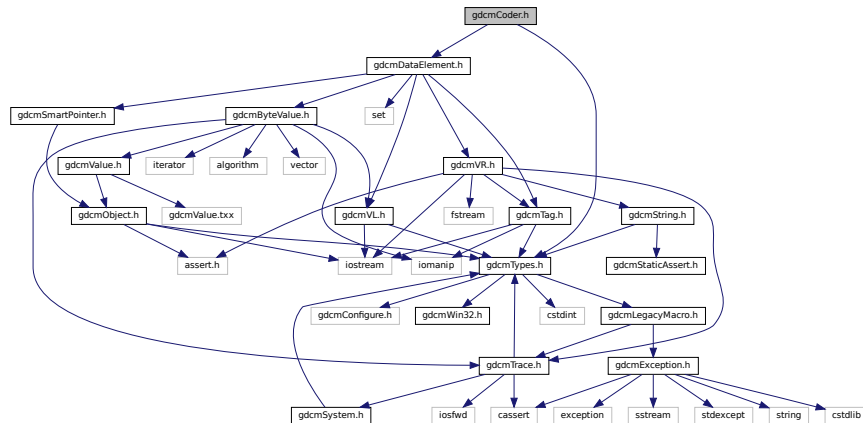 gdcmCoder.h
gdcmDataElement.h
gdcmSmartPointer.h
gdcmByteValue.h
set
gdcmValue.h
iterator
algorithm
vector
gdcmVR.h
gdcmObject.h
gdcmValue.txx
gdcmVL.h
fstream
gdcmTag.h
gdcmString.h
assert.h
iostream
iomanip
gdcmTypes.h
gdcmStaticAssert.h
gdcmConfigure.h
gdcmWin32.h
cstdint
gdcmLegacyMacro.h
gdcmTrace.h
gdcmException.h
gdcmSystem.h
iosfwd
cassert
exception
sstream
stdexcept
string
cstdlib